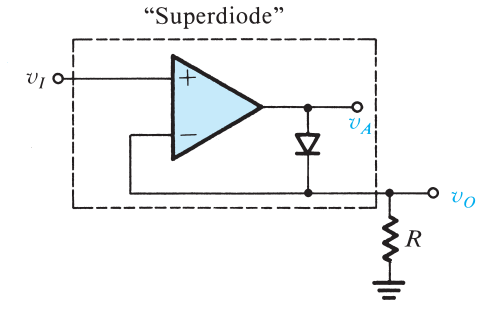 “Superdiode”
v_I
+
v_A
−
v_O
R